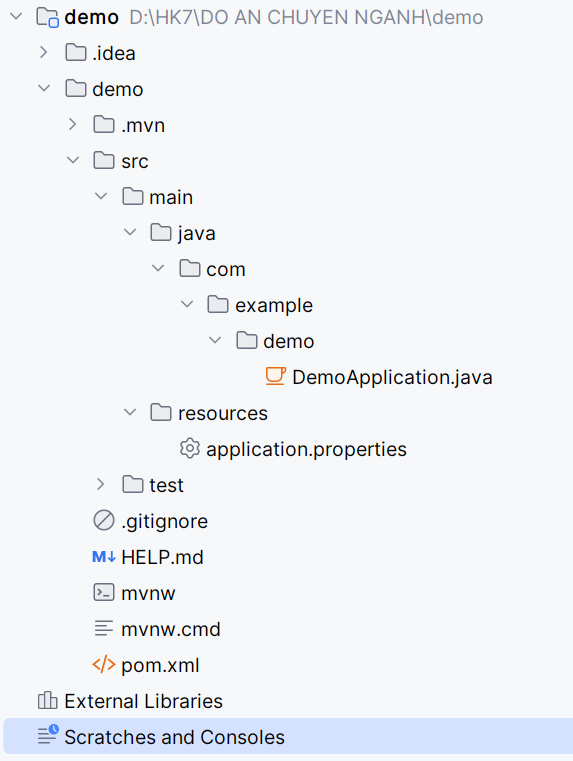 demo D:\HK7\DO AN CHUYEN NGANH\demo
.idea
demo
.mvn
src
main
java
com
example
demo
DemoApplication.java
resources
application.properties
test
.gitignore
M↓ HELP.md
mvnw
mvnw.cmd
pom.xml
External Libraries
Scratches and Consoles